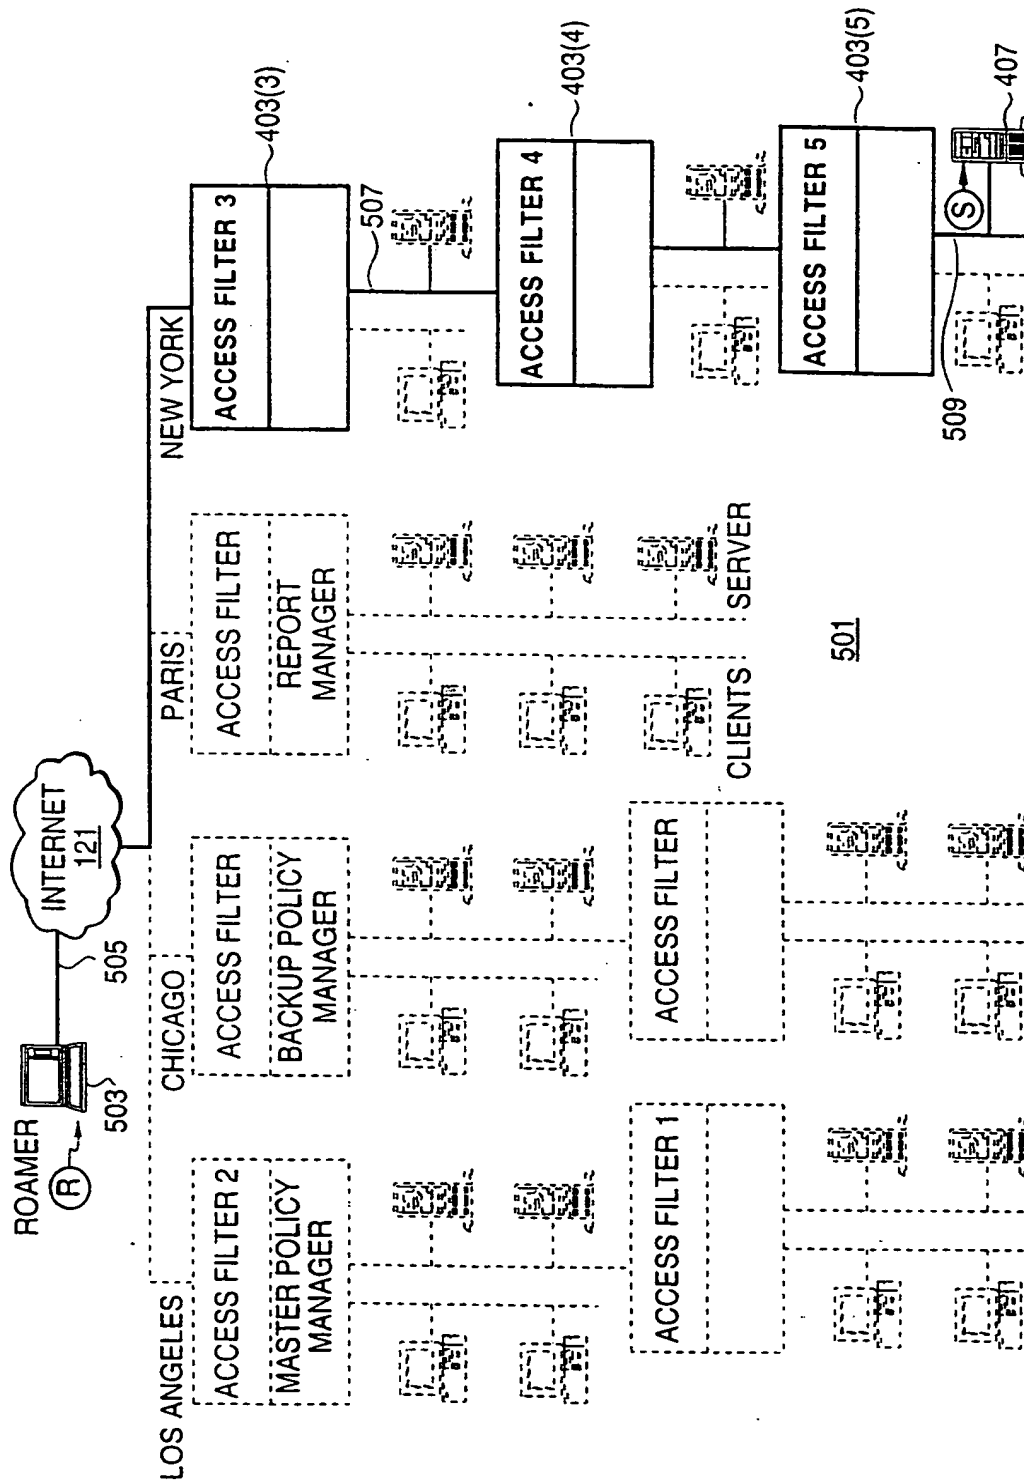 ROAMER
R
503
505
INTERNET
121
LOS ANGELES
CHICAGO
PARIS
NEW YORK
ACCESS FILTER 2
MASTER POLICY
MANAGER
ACCESS FILTER
BACKUP POLICY
MANAGER
ACCESS FILTER
REPORT
MANAGER
ACCESS FILTER 3
403(3)
507
ACCESS FILTER 4
403(4)
ACCESS FILTER 1
ACCESS FILTER
CLIENTS
SERVER
501
ACCESS FILTER 5
403(5)
509
S
407